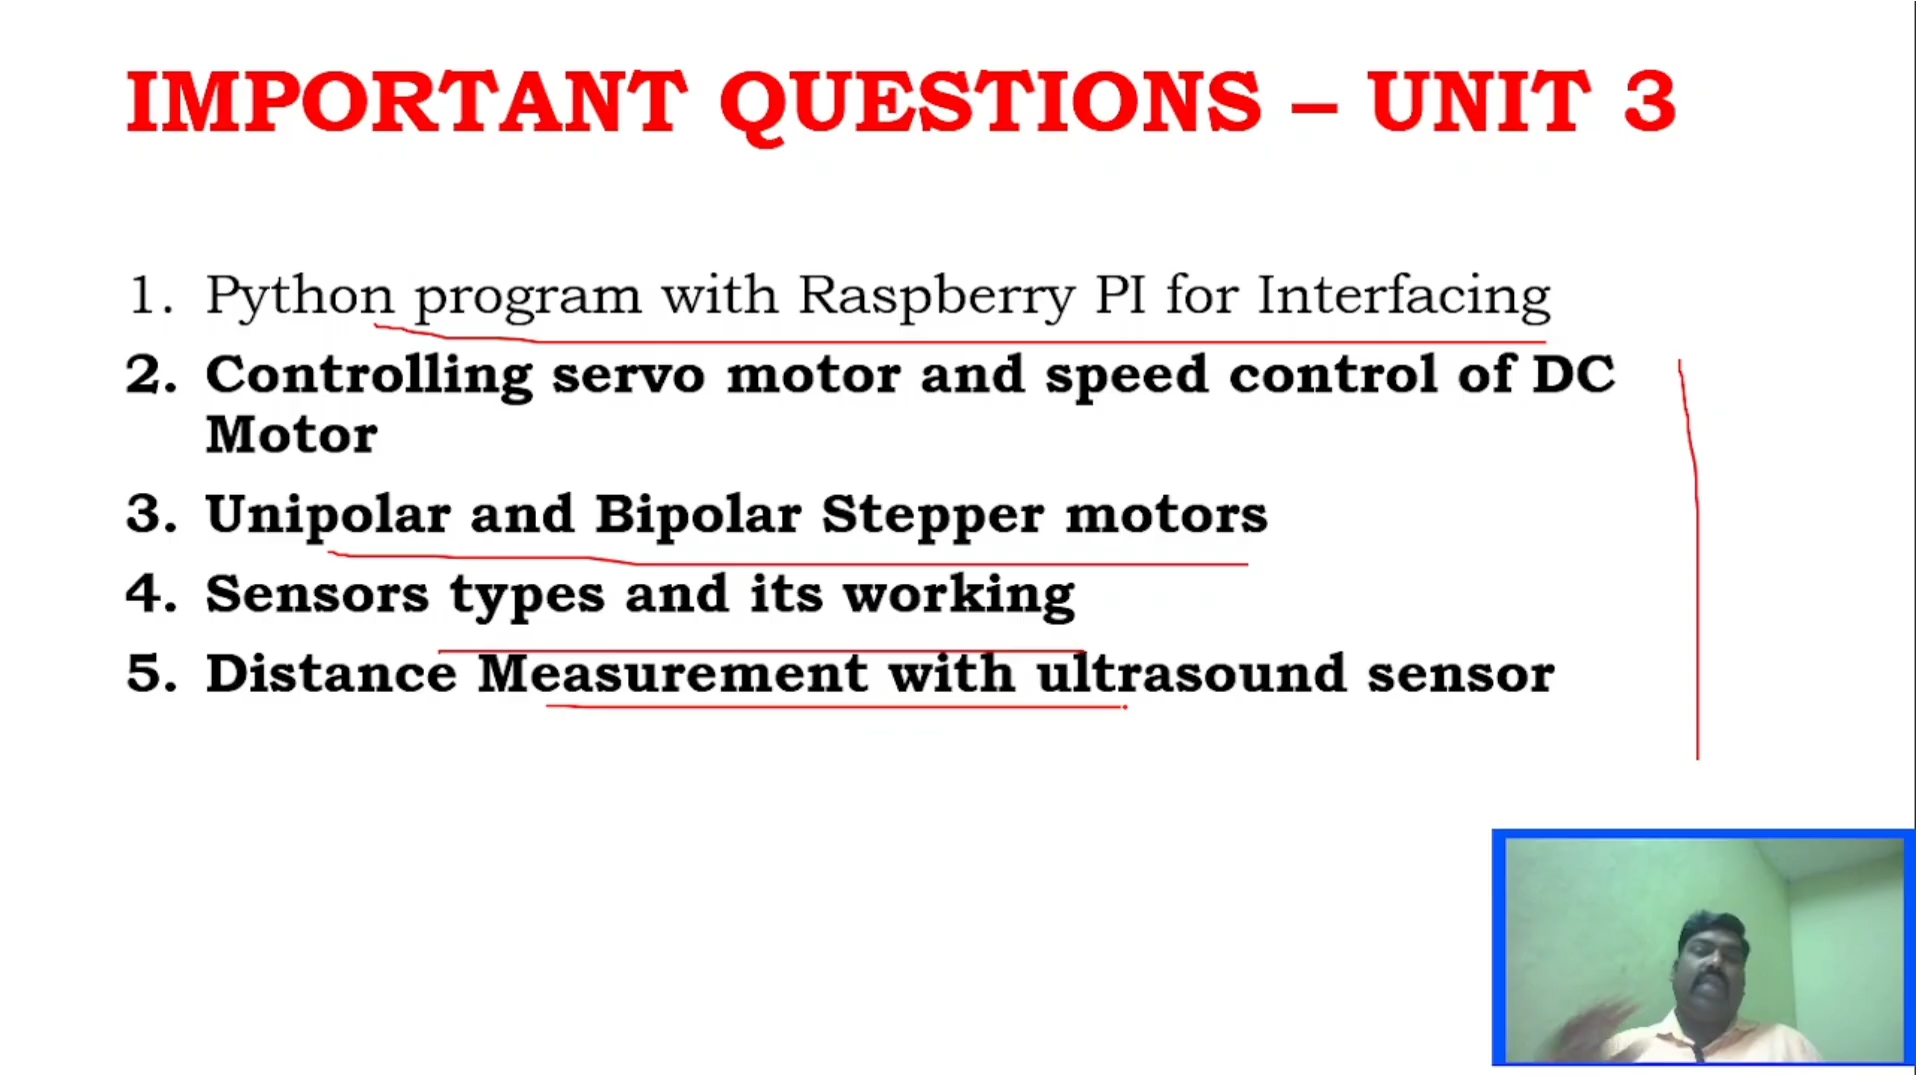 IMPORTANT QUESTIONS – UNIT 3
1. Python program with Raspberry PI for Interfacing
2. Controlling servo motor and speed control of DC
Motor
3. Unipolar and Bipolar Stepper motors
4. Sensors types and its working
5. Distance Measurement with ultrasound sensor